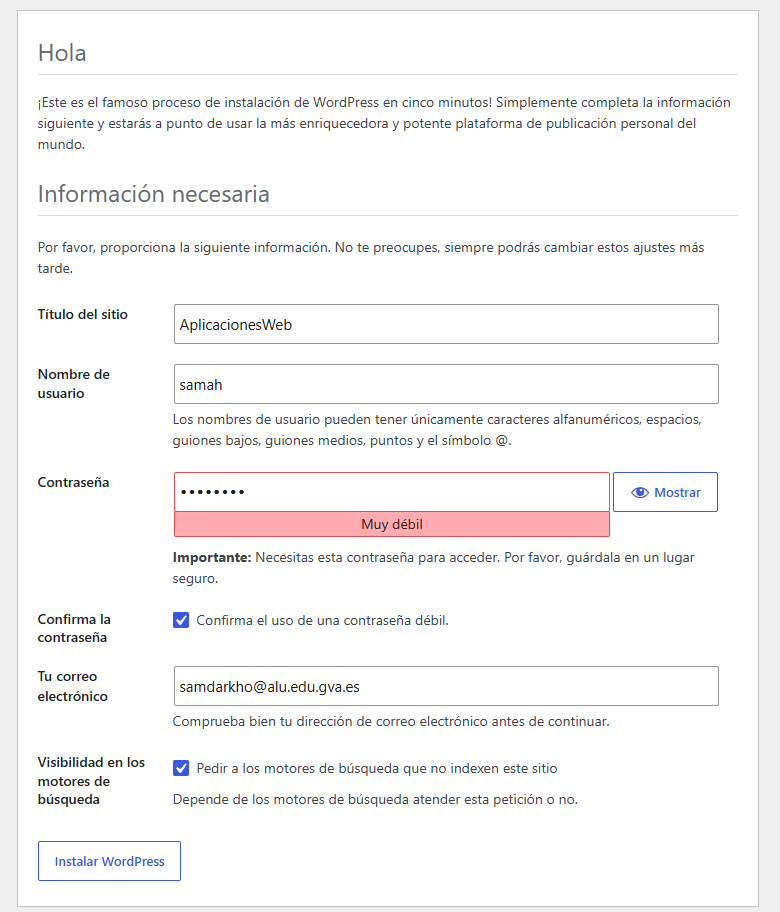 Hola
¡Este es el famoso proceso de instalación de WordPress en cinco minutos! Simplemente completa la información
siguiente y estarás a punto de usar la más enriquecedora y potente plataforma de publicación personal del
mundo.
Información necesaria
Por favor, proporciona la siguiente información. No te preocupes, siempre podrás cambiar estos ajustes más
tarde.
Título del sitio
AplicacionesWeb
Nombre de
usuario
samah
Los nombres de usuario pueden tener únicamente caracteres alfanuméricos, espacios,
guiones bajos, guiones medios, puntos y el símbolo @.
Contraseña
••••••••
Mostrar
Muy débil
Importante: Necesitas esta contraseña para acceder. Por favor, guárdala en un lugar
seguro.
Confirma la
contraseña
Confirma el uso de una contraseña débil.
Tu correo
electrónico
samdarkho@alu.edu.gva.es
Comprueba bien tu dirección de correo electrónico antes de continuar.
Visibilidad en los
motores de
búsqueda
Pedir a los motores de búsqueda que no indexen este sitio
Depende de los motores de búsqueda atender esta petición o no.
Instalar WordPress